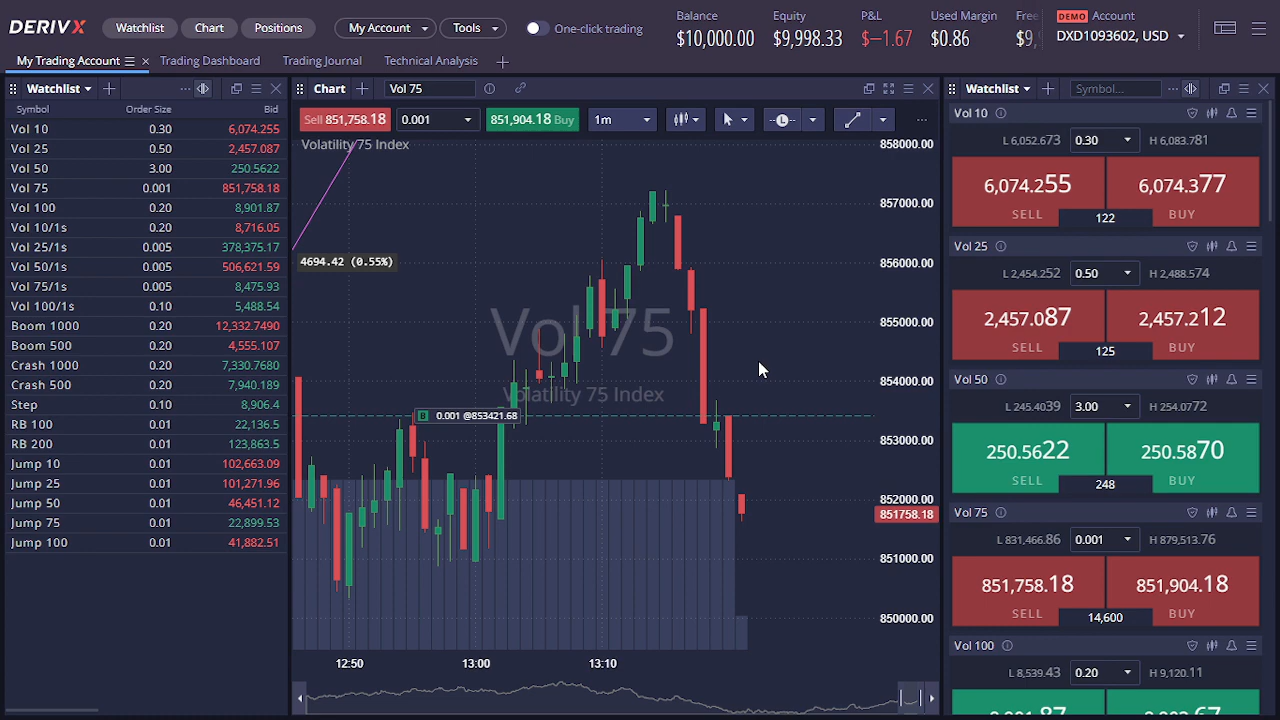 DERIVX Watchlist Chart Positions My Account Tools One-click trading
Balance Equity P&L Used Margin Free DEMO Account
$10,000.00 $9,998.33 $−1.67 $0.86 $9, DXD1093602, USD
My Trading Account Trading Dashboard Trading Journal Technical Analysis
Watchlist
Symbol Order Size Bid
Vol 10 0.30 6,074.255
Vol 25 0.50 2,457.087
Vol 50 3.00 250.5622
Vol 75 0.001 851,758.18
Vol 100 0.20 8,901.87
Vol 10/1s 0.20 8,716.05
Vol 25/1s 0.005 378,375.17
Vol 50/1s 0.005 506,621.59
Vol 75/1s 0.005 8,475.93
Vol 100/1s 0.10 5,488.54
Boom 1000 0.20 12,332.7490
Boom 500 0.20 4,555.107
Crash 1000 0.20 7,330.7680
Crash 500 0.20 7,940.189
Step 0.10 8,906.4
RB 100 0.01 22,136.5
RB 200 0.01 123,863.5
Jump 10 0.01 102,663.09
Jump 25 0.01 101,271.96
Jump 50 0.01 46,451.12
Jump 75 0.01 22,899.53
Jump 100 0.01 41,882.51
Chart Vol 75
Sell 851,758.18 0.001 851,904.18 Buy 1m L
Volatility 75 Index
4694.42 (0.55%)
Vol 75
Volatility 75 Index
B 0.001 @853421.68
858000.00
857000.00
856000.00
855000.00
854000.00
853000.00
852000.00
851758.18
851000.00
850000.00
12:50 13:00 13:10
Watchlist Symbol...
Vol 10
L 6,052.673 0.30 H 6,083.781
6,074.255 6,074.377
SELL 122 BUY
Vol 25
L 2,454.252 0.50 H 2,488.574
2,457.087 2,457.212
SELL 125 BUY
Vol 50
L 245.4039 3.00 H 254.0772
250.5622 250.5870
SELL 248 BUY
Vol 75
L 831,466.86 0.001 H 879,513.76
851,758.18 851,904.18
SELL 14,600 BUY
Vol 100
L 8,539.43 0.20 H 9,120.11